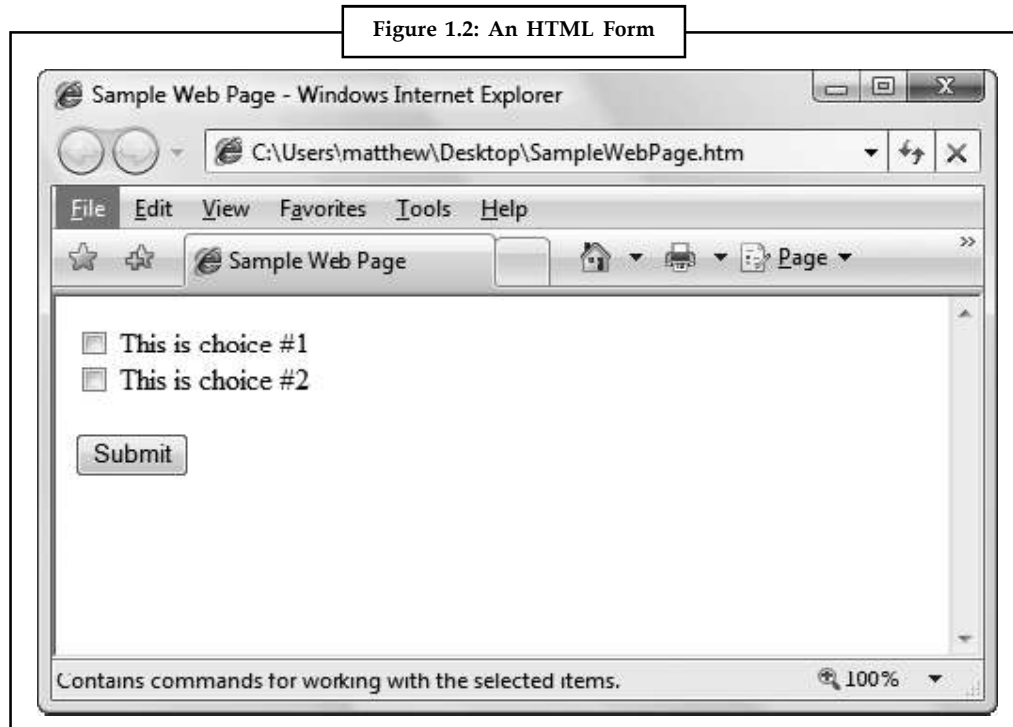 Figure 1.2: An HTML Form
Sample Web Page - Windows Internet Explorer
C:\Users\matthew\Desktop\SampleWebPage.htm
File Edit View Favorites Tools Help
Sample Web Page
Page
This is choice #1
This is choice #2
Submit
Contains commands for working with the selected items.
100%